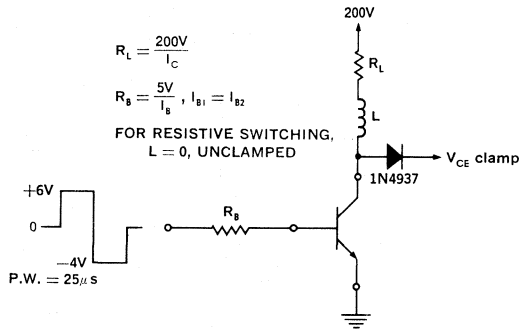 200V
R_L = 200V / I_C
R_L
R_B = 5V / I_B , I_B1 = I_B2
L
FOR RESISTIVE SWITCHING,
L = 0, UNCLAMPED
V_CE clamp
1N4937
+6V
R_B
0
−4V
P.W. = 25μs